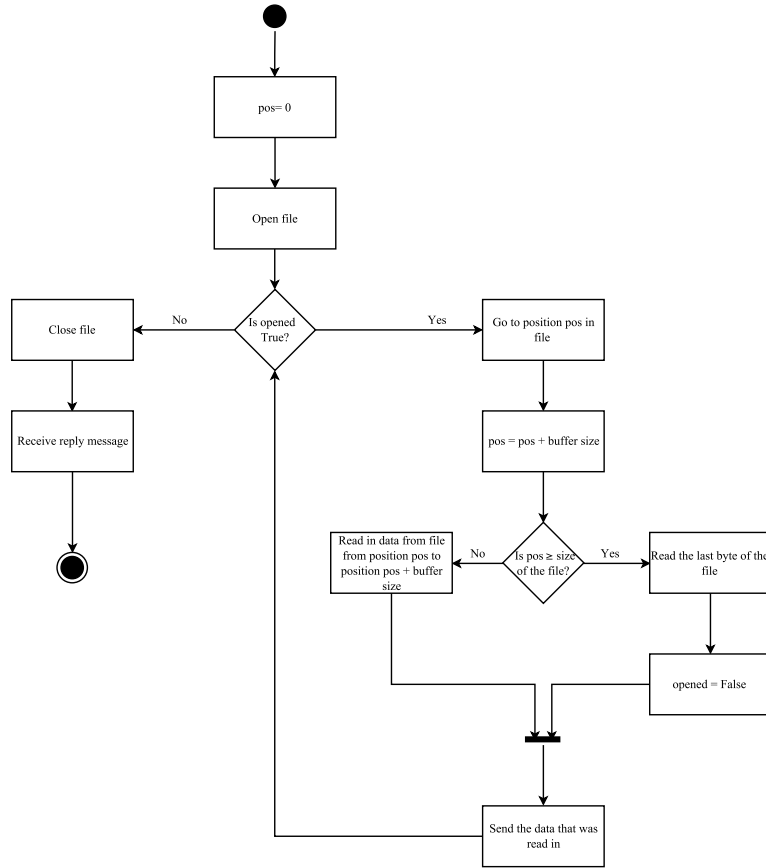 pos= 0
Open file
Is opened
True?
No
Yes
Close file
Go to position pos in
file
Receive reply message
pos = pos + buffer size
Read in data from file
from position pos to
position pos + buffer
size
No
Is pos ≥ size
of the file?
Yes
Read the last byte of the
file
opened = False
Send the data that was
read in